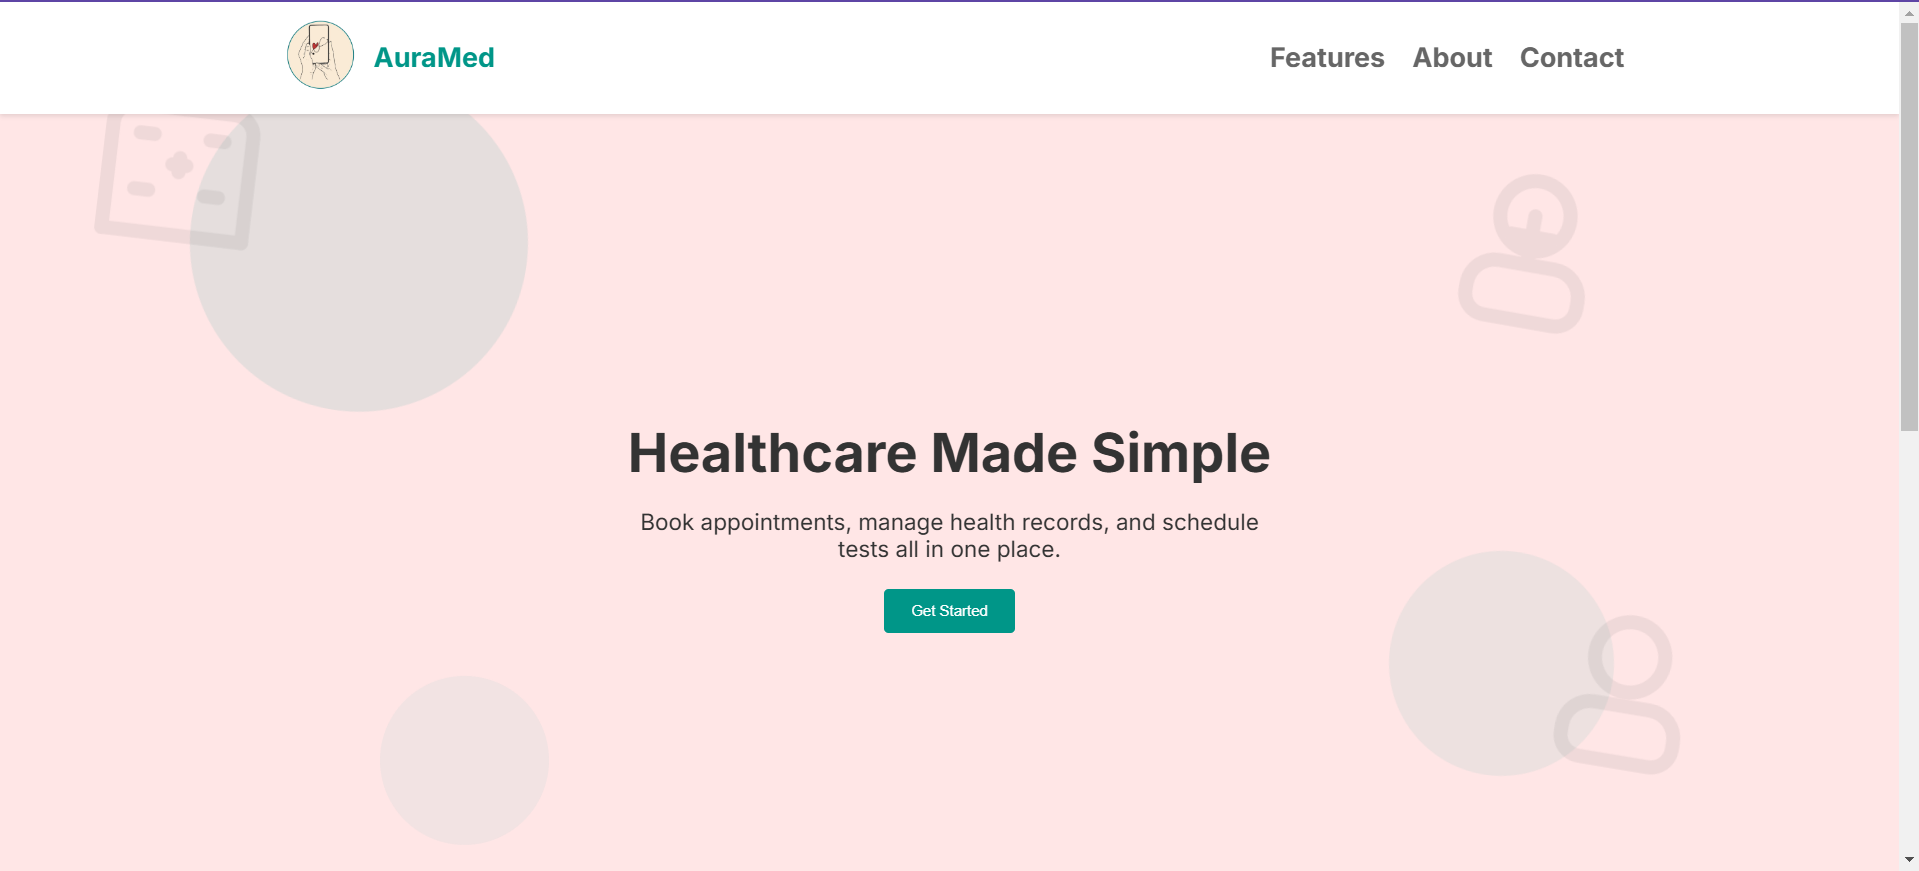 AuraMed
Features About Contact
Healthcare Made Simple
Book appointments, manage health records, and schedule
tests all in one place.
Get Started